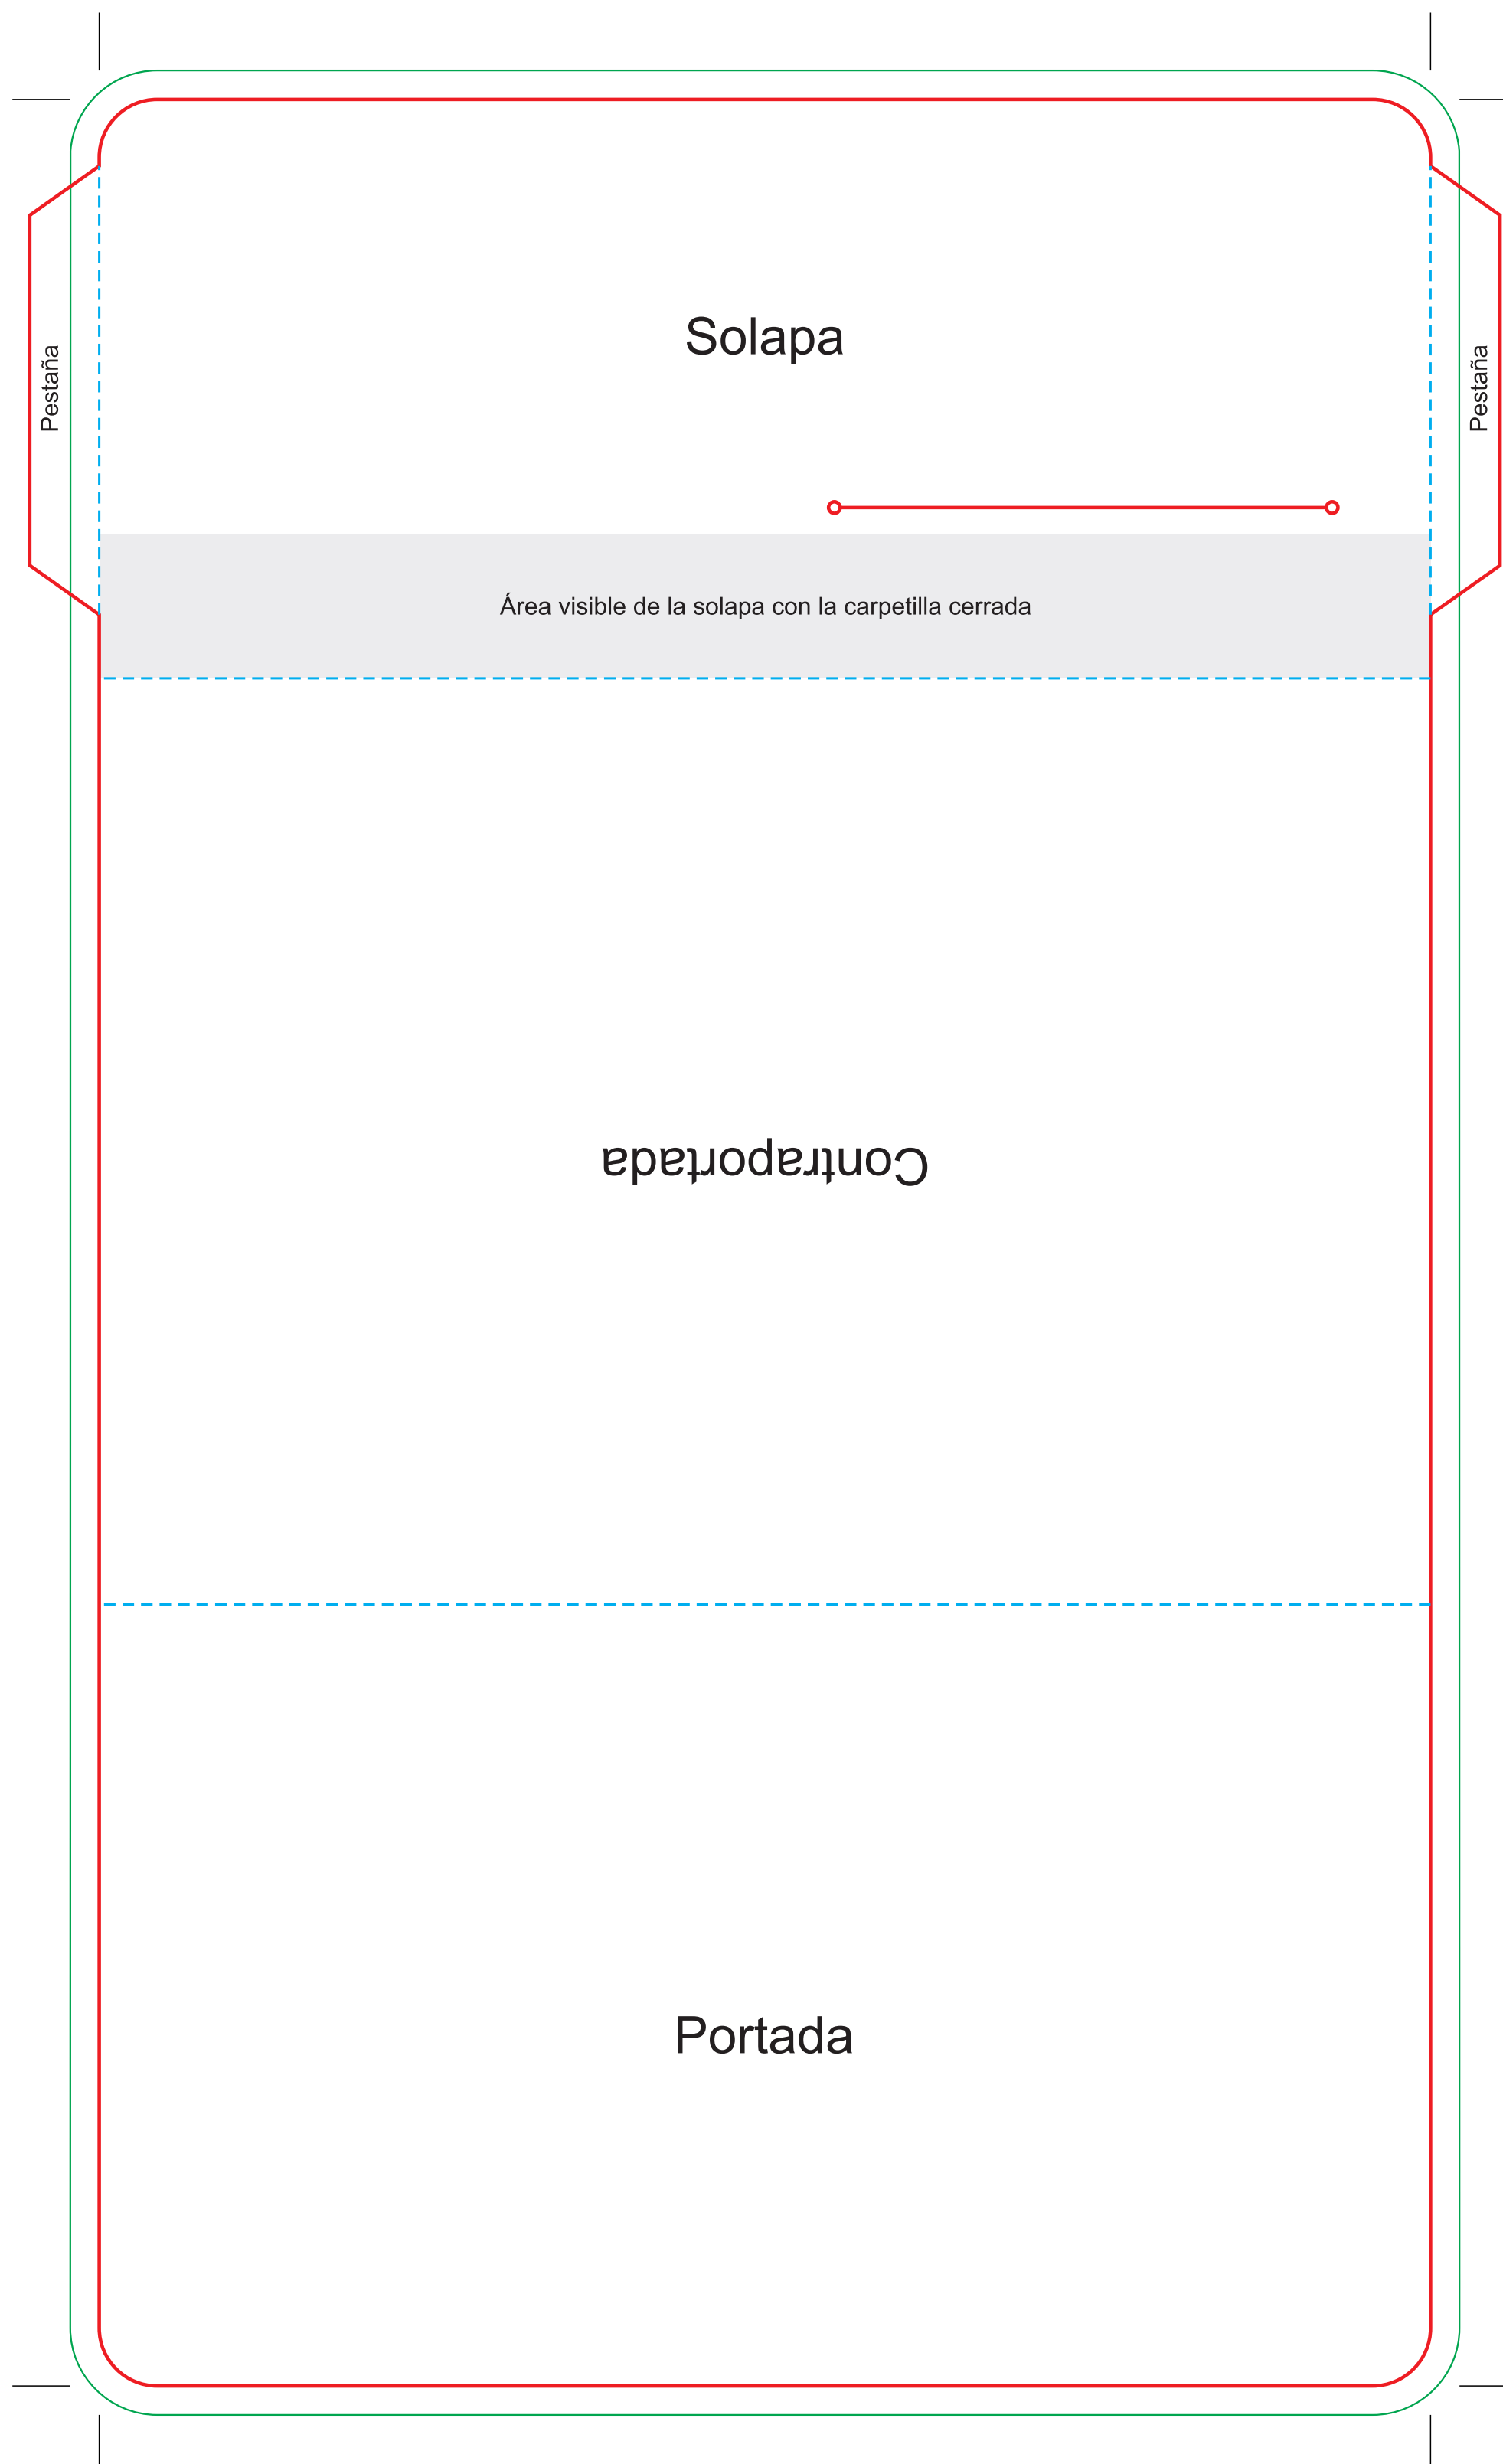 Solapa
Pestaña
Pestaña
Área visible de la solapa con la carpetilla cerrada
Contraportada
Portada